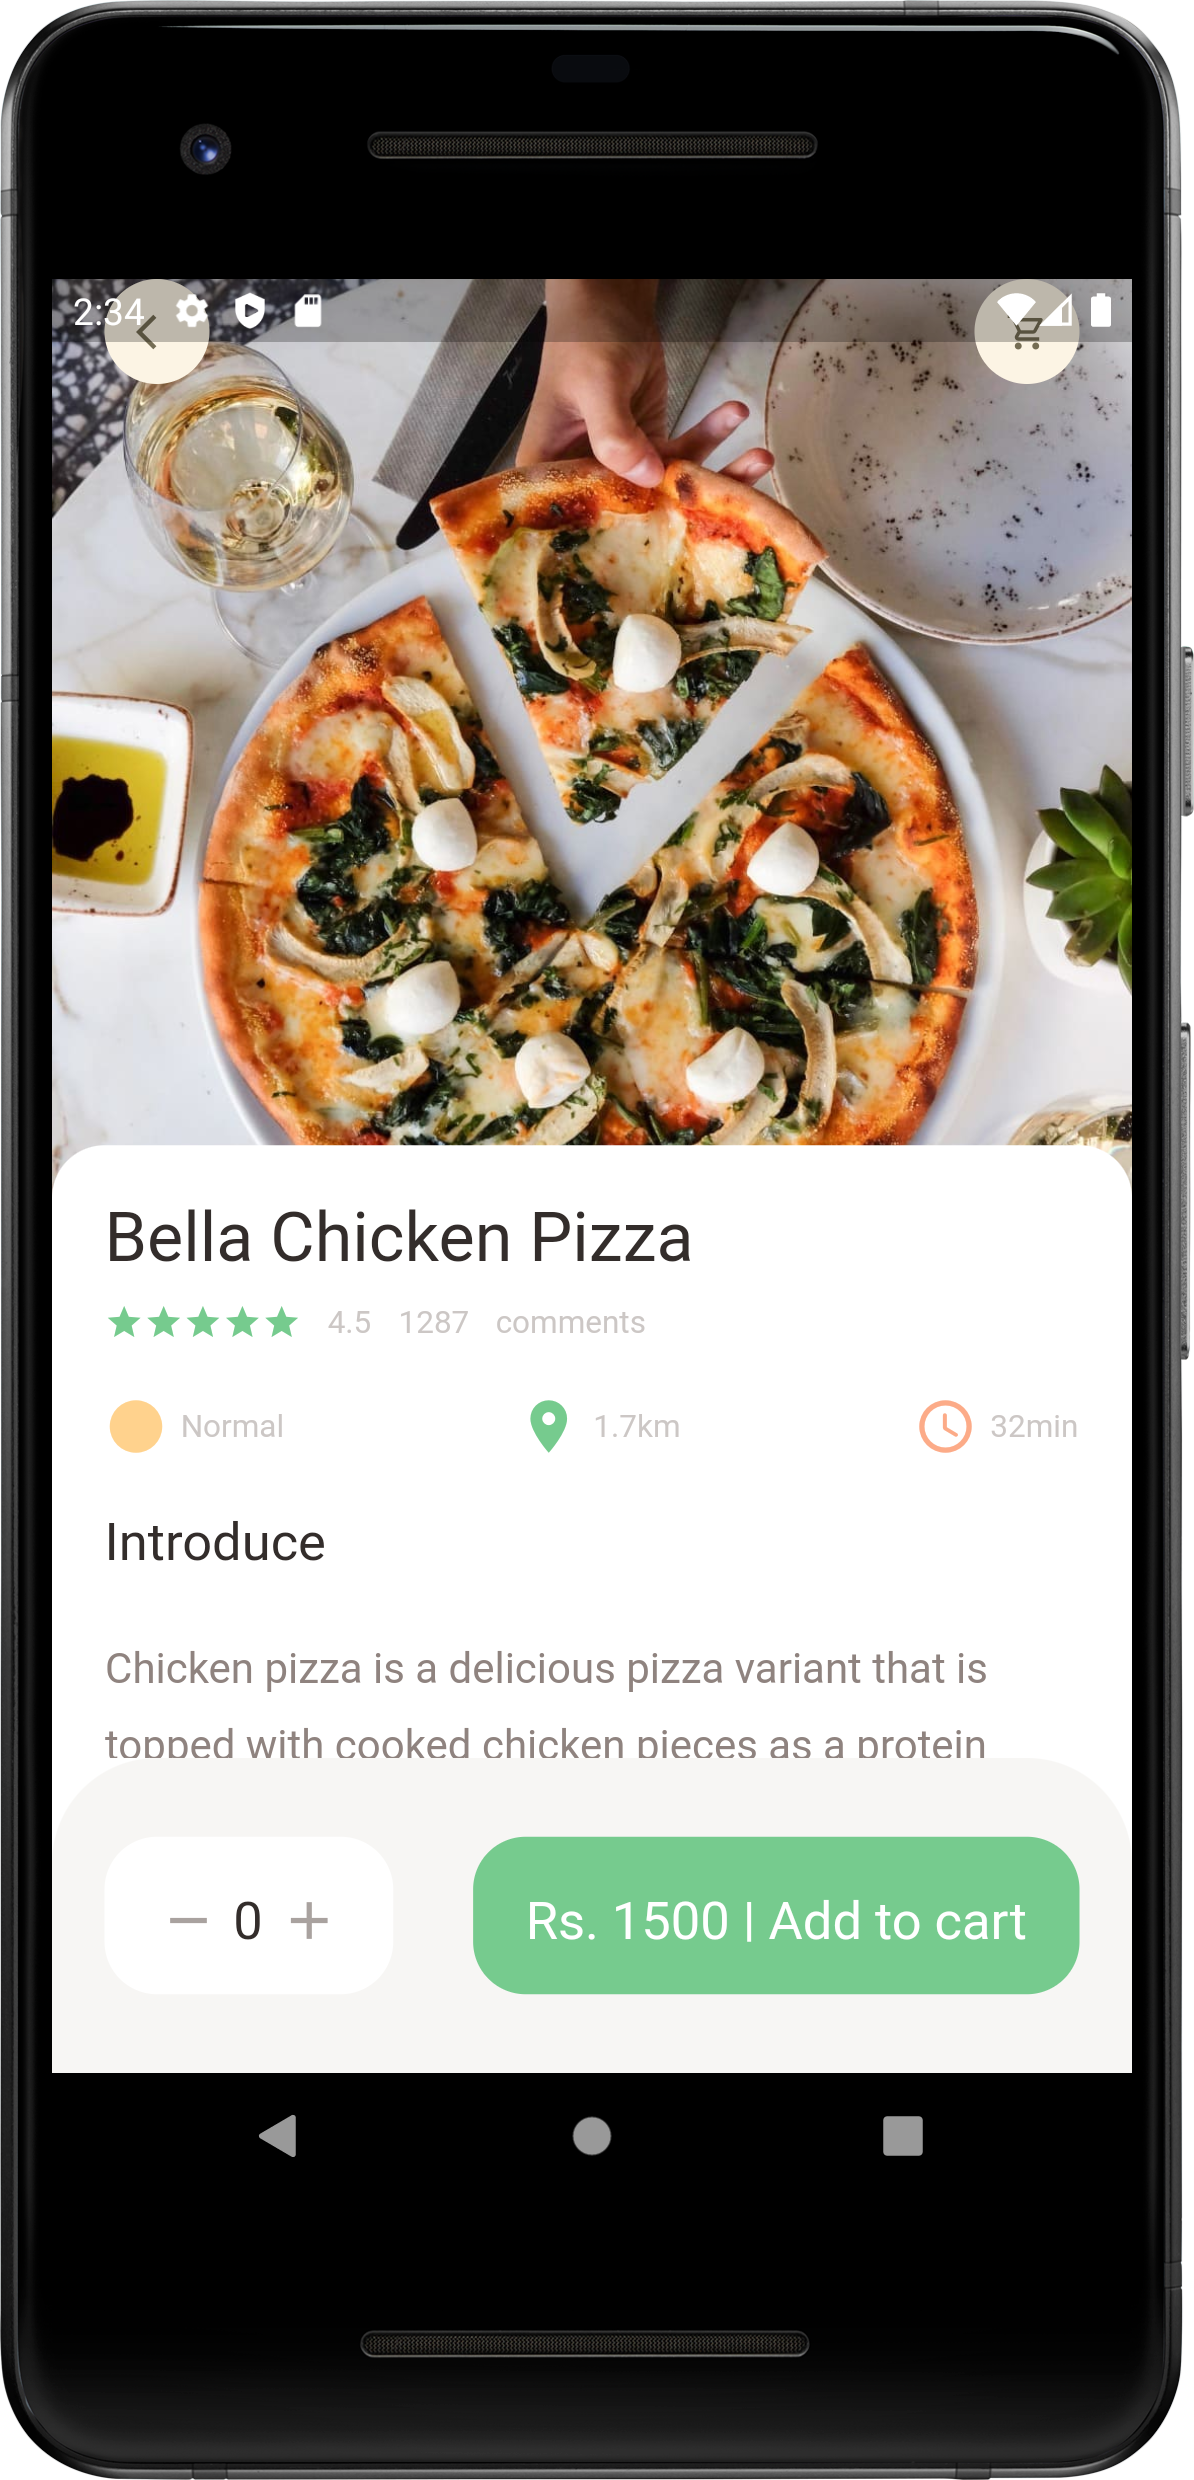 2:34
Bella Chicken Pizza
4.5 1287 comments
Normal 1.7km 32min
Introduce
Chicken pizza is a delicious pizza variant that is
topped with cooked chicken pieces as a protein
0 Rs. 1500 | Add to cart